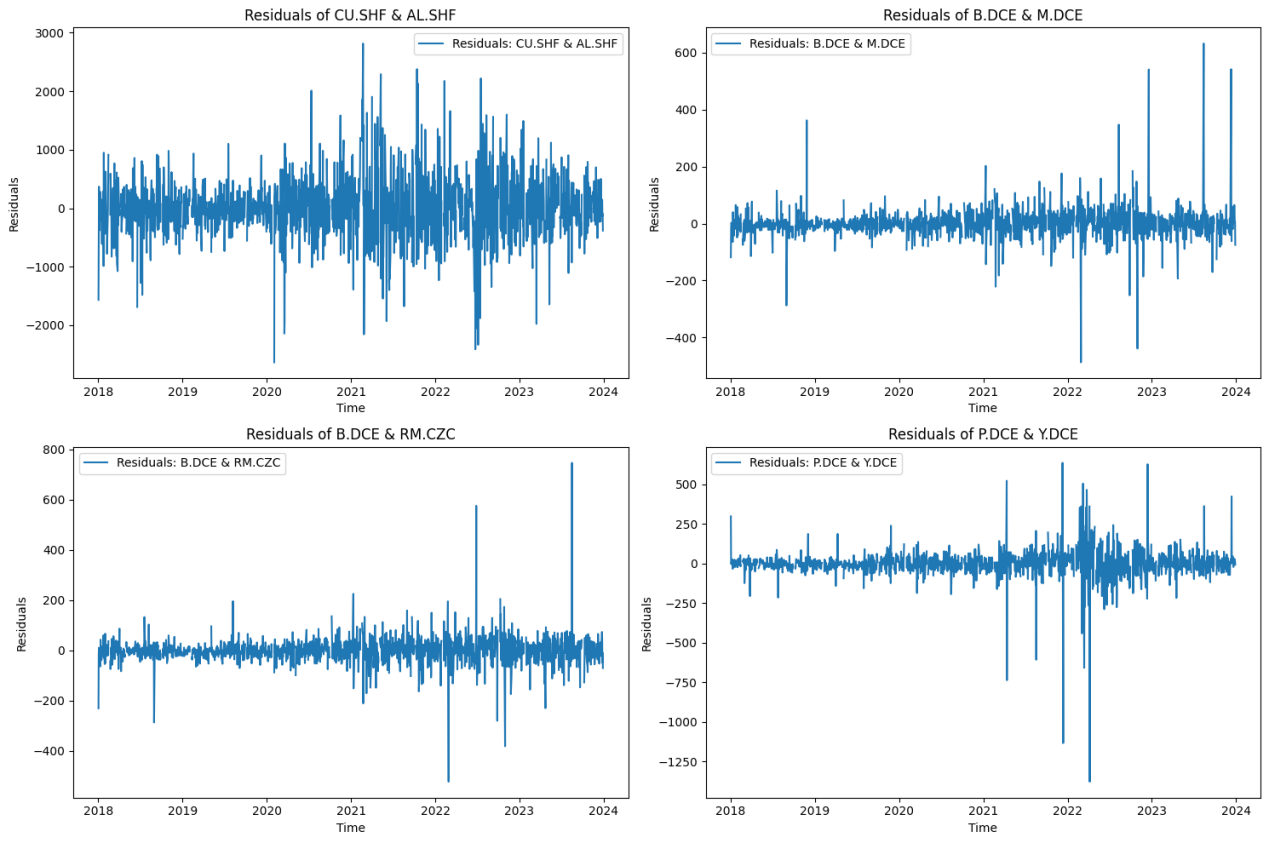 Residuals of CU.SHF & AL.SHF
Residuals: CU.SHF & AL.SHF
3000
2000
1000
0
−1000
−2000
Residuals
2018 2019 2020 2021 2022 2023 2024
Time
Residuals of B.DCE & M.DCE
Residuals: B.DCE & M.DCE
600
400
200
0
−200
−400
Residuals
2018 2019 2020 2021 2022 2023 2024
Time
Residuals of B.DCE & RM.CZC
Residuals: B.DCE & RM.CZC
800
600
400
200
0
−200
−400
Residuals
2018 2019 2020 2021 2022 2023 2024
Time
Residuals of P.DCE & Y.DCE
Residuals: P.DCE & Y.DCE
500
250
0
−250
−500
−750
−1000
−1250
Residuals
2018 2019 2020 2021 2022 2023 2024
Time